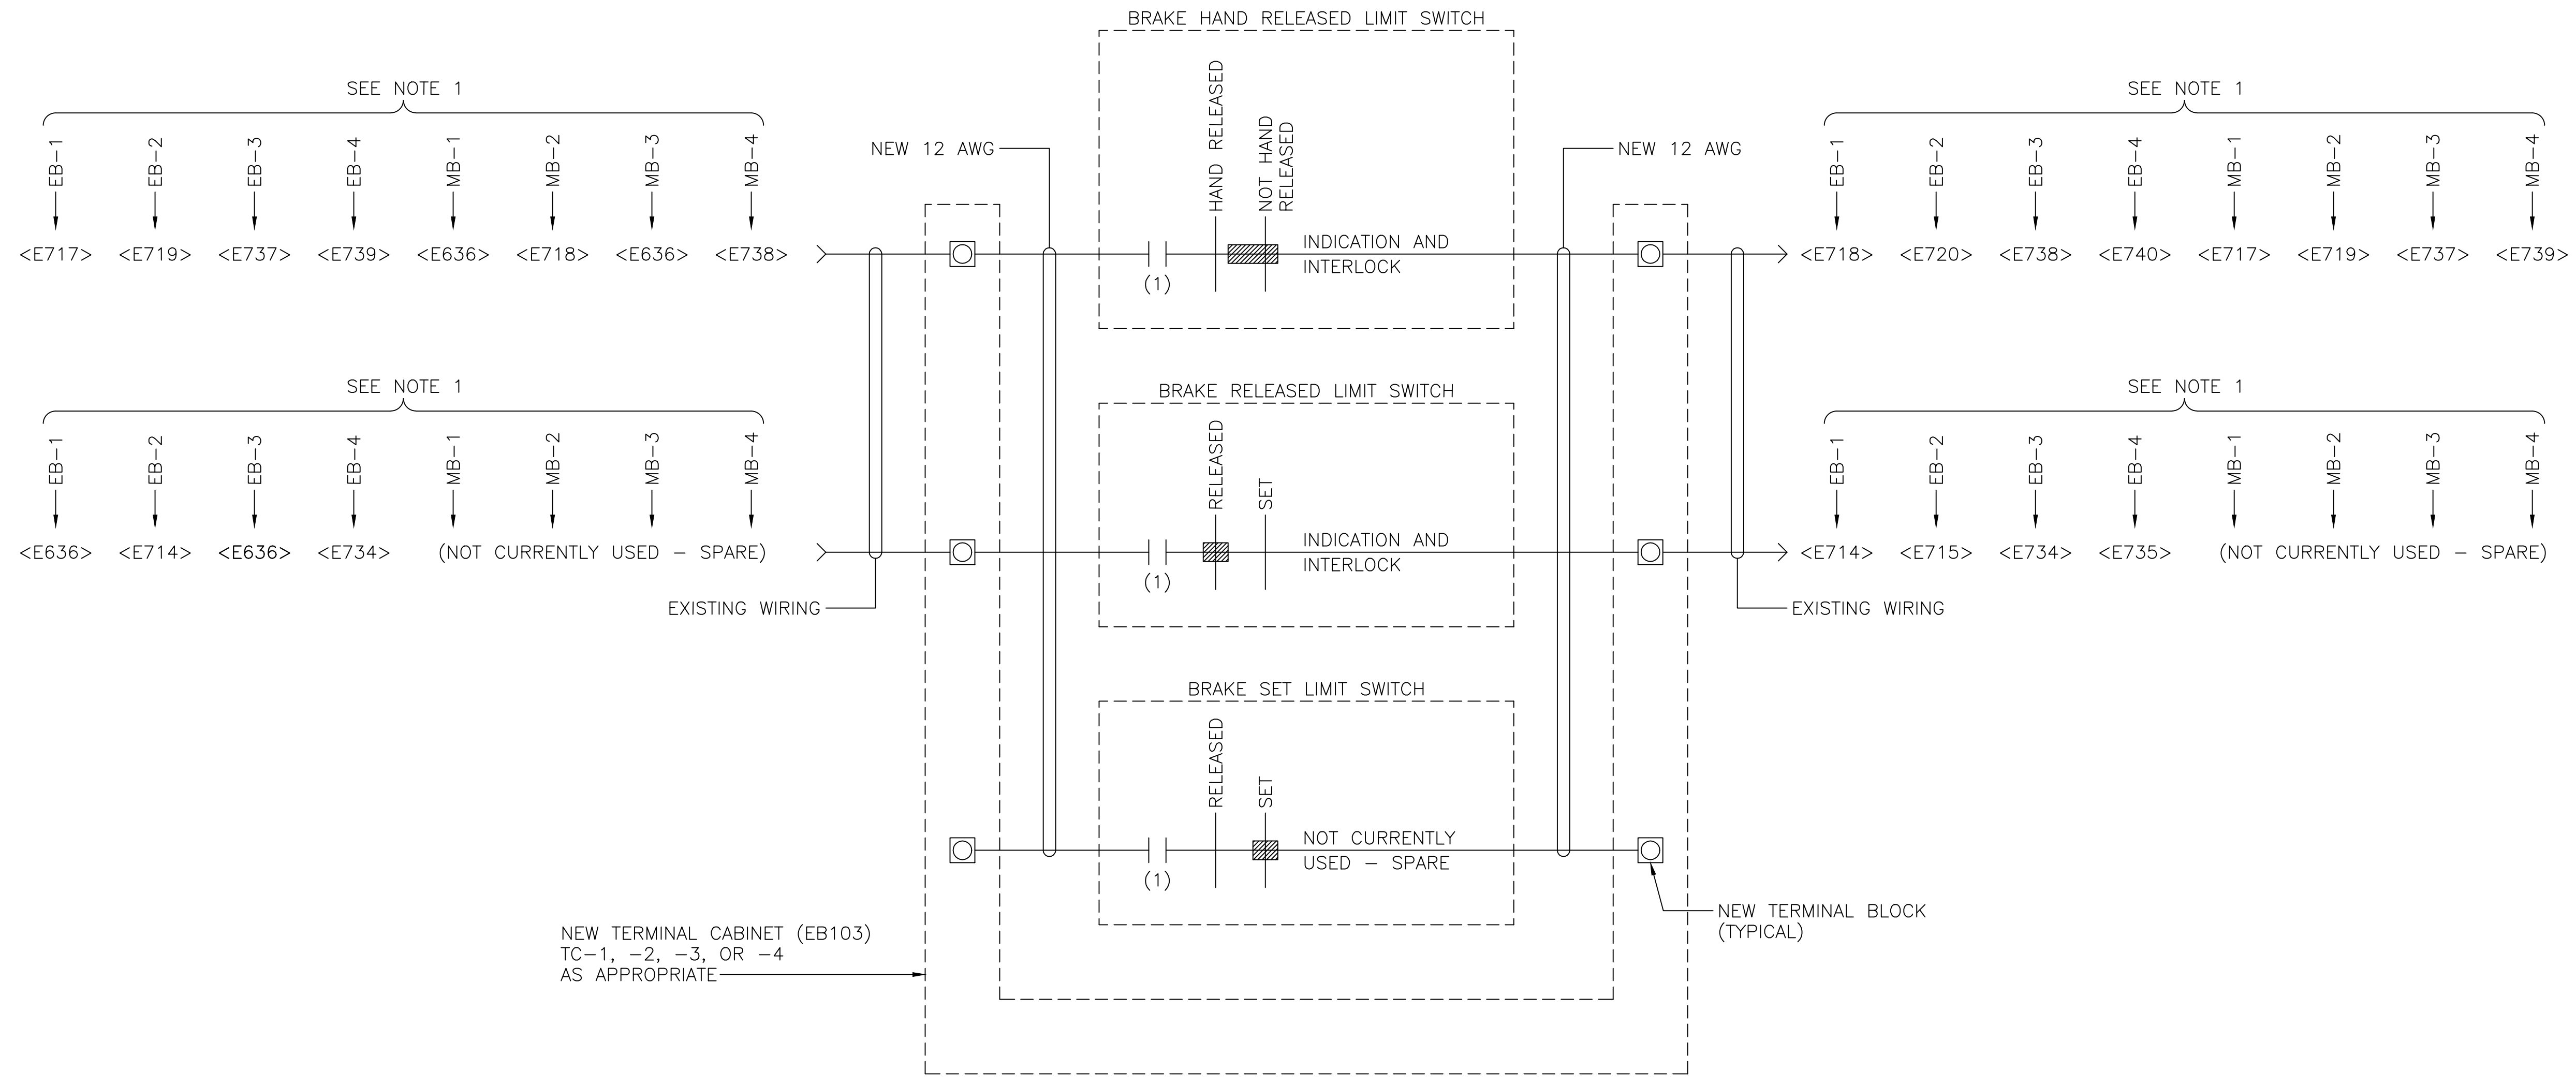 BRAKE HAND RELEASED LIMIT SWITCH
SEE NOTE 1
SEE NOTE 1
EB-1
EB-2
EB-3
EB-4
MB-1
MB-2
MB-3
MB-4
NEW 12 AWG
HAND RELEASED
NOT HAND
RELEASED
NEW 12 AWG
EB-1
EB-2
EB-3
EB-4
MB-1
MB-2
MB-3
MB-4
<E717> <E719> <E737> <E739> <E636> <E718> <E636> <E738>
(1)
INDICATION AND
INTERLOCK
<E718> <E720> <E738> <E740> <E717> <E719> <E737> <E739>
SEE NOTE 1
BRAKE RELEASED LIMIT SWITCH
SEE NOTE 1
EB-1
EB-2
EB-3
EB-4
MB-1
MB-2
MB-3
MB-4
RELEASED
SET
EB-1
EB-2
EB-3
EB-4
MB-1
MB-2
MB-3
MB-4
<E636> <E714> <E636> <E734> (NOT CURRENTLY USED - SPARE)
(1)
INDICATION AND
INTERLOCK
<E714> <E715> <E734> <E735> (NOT CURRENTLY USED - SPARE)
EXISTING WIRING
EXISTING WIRING
BRAKE SET LIMIT SWITCH
RELEASED
SET
(1)
NOT CURRENTLY
USED - SPARE
NEW TERMINAL CABINET (EB103)
TC-1, -2, -3, OR -4
AS APPROPRIATE
NEW TERMINAL BLOCK
(TYPICAL)